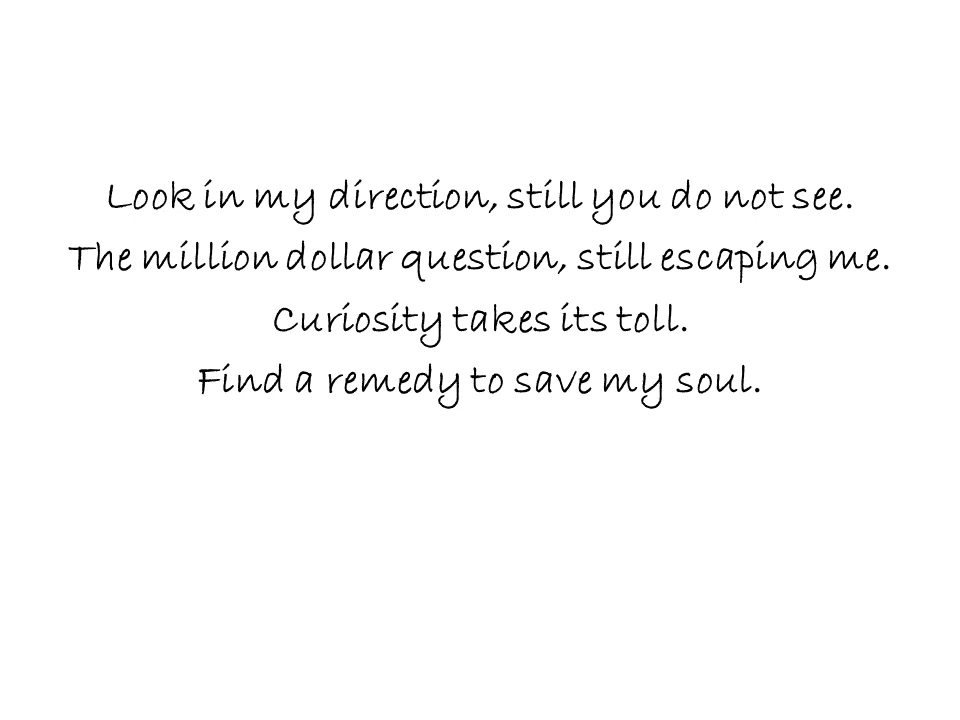 Look in my direction, still you do not see.
The million dollar question, still escaping me.
Curiosity takes its toll.
Find a remedy to save my soul.